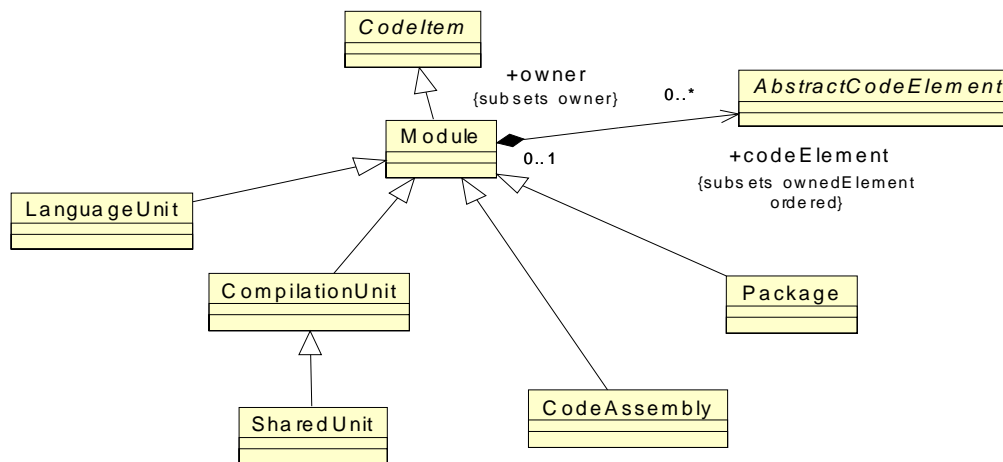 CodeItem
+owner
{subsets owner}
0..*
AbstractCodeElement
Module
0..1
+codeElement
{subsets ownedElement
ordered}
LanguageUnit
CompilationUnit
Package
CodeAssembly
SharedUnit